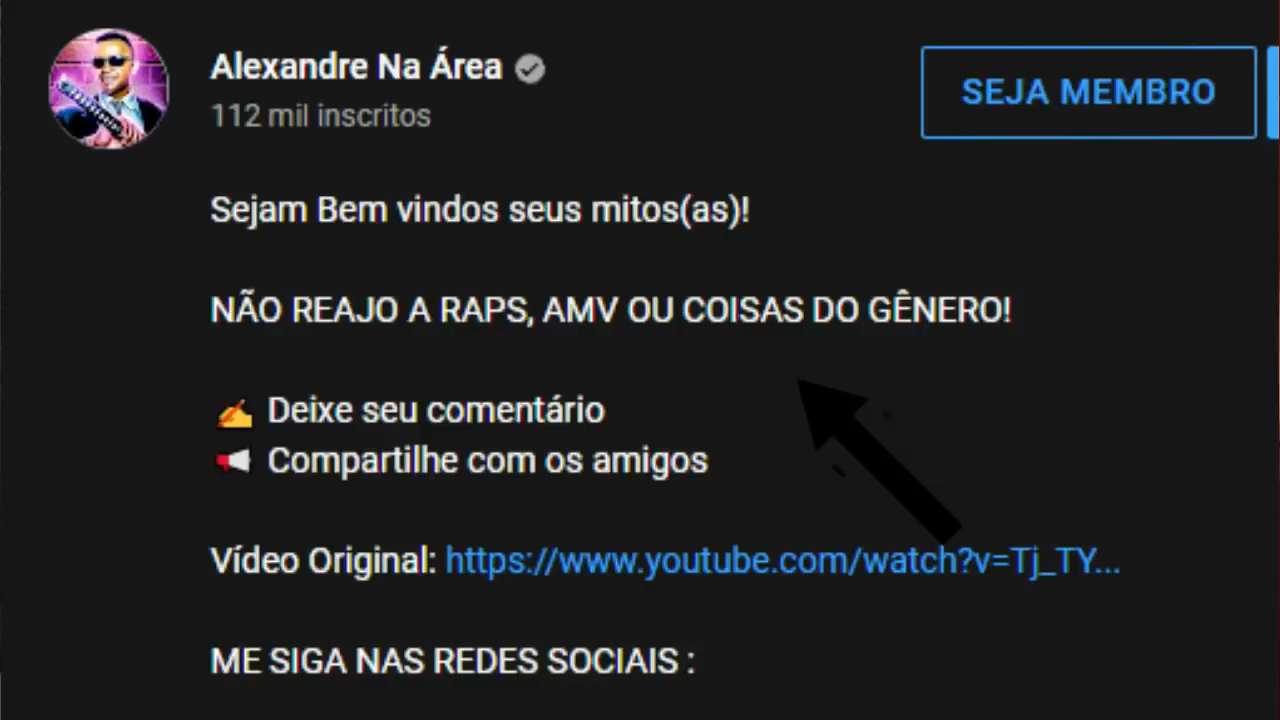 Alexandre Na Área
112 mil inscritos
SEJA MEMBRO
Sejam Bem vindos seus mitos(as)!
NÃO REAJO A RAPS, AMV OU COISAS DO GÊNERO!
✍️ Deixe seu comentário
📢 Compartilhe com os amigos
Vídeo Original: https://www.youtube.com/watch?v=Tj_TY...
ME SIGA NAS REDES SOCIAIS :